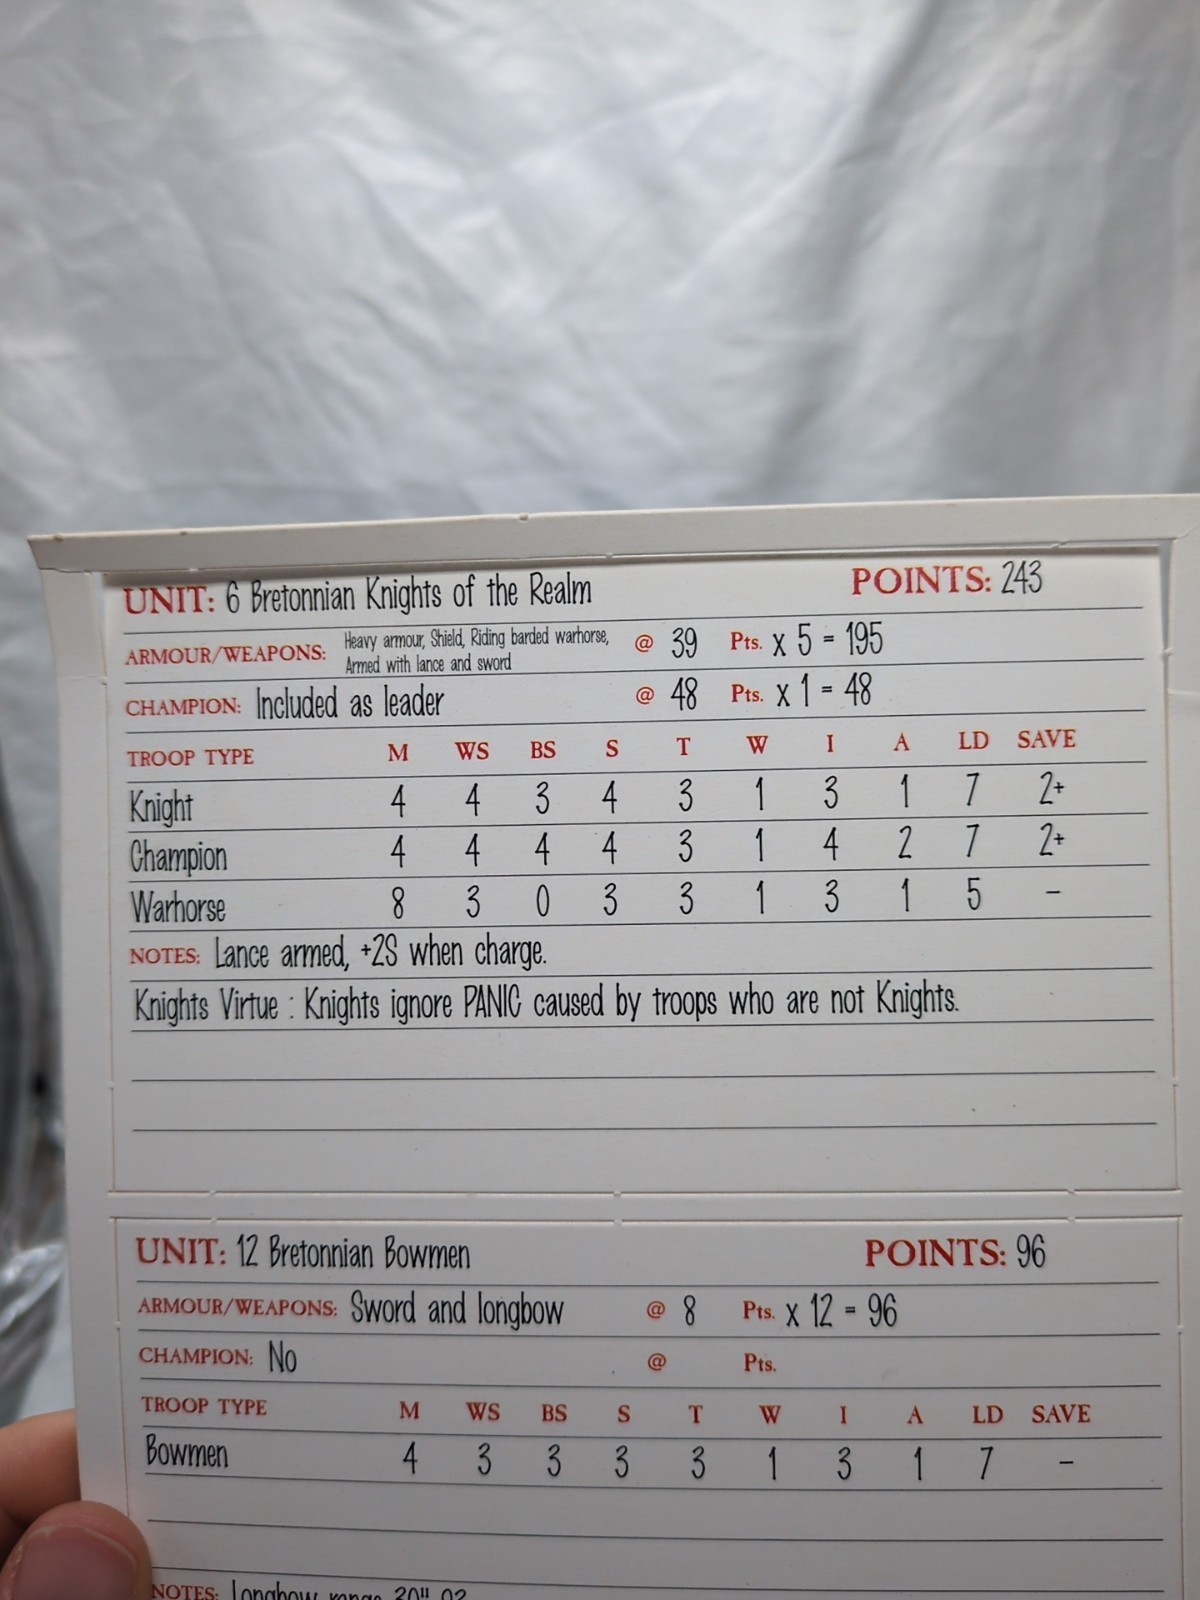 UNIT: 6 Bretonnian Knights of the Realm POINTS: 243
ARMOUR/WEAPONS: Heavy armour, Shield, Riding barded warhorse, @ 39 Pts. x 5 = 195
Armed with lance and sword
CHAMPION: Included as leader @ 48 Pts. x 1 = 48
TROOP TYPE M WS BS S T W I A LD SAVE
Knight 4 4 3 4 3 1 3 1 7 2+
Champion 4 4 4 4 3 1 4 2 7 2+
Warhorse 8 3 0 3 3 1 3 1 5 -
NOTES: Lance armed, +2S when charge.
Knights Virtue : Knights ignore PANIC caused by troops who are not Knights.
UNIT: 12 Bretonnian Bowmen POINTS: 96
ARMOUR/WEAPONS: Sword and longbow @ 8 Pts. x 12 = 96
CHAMPION: No @ Pts.
TROOP TYPE M WS BS S T W I A LD SAVE
Bowmen 4 3 3 3 3 1 3 1 7 -
NOTES: Longbow range 30"